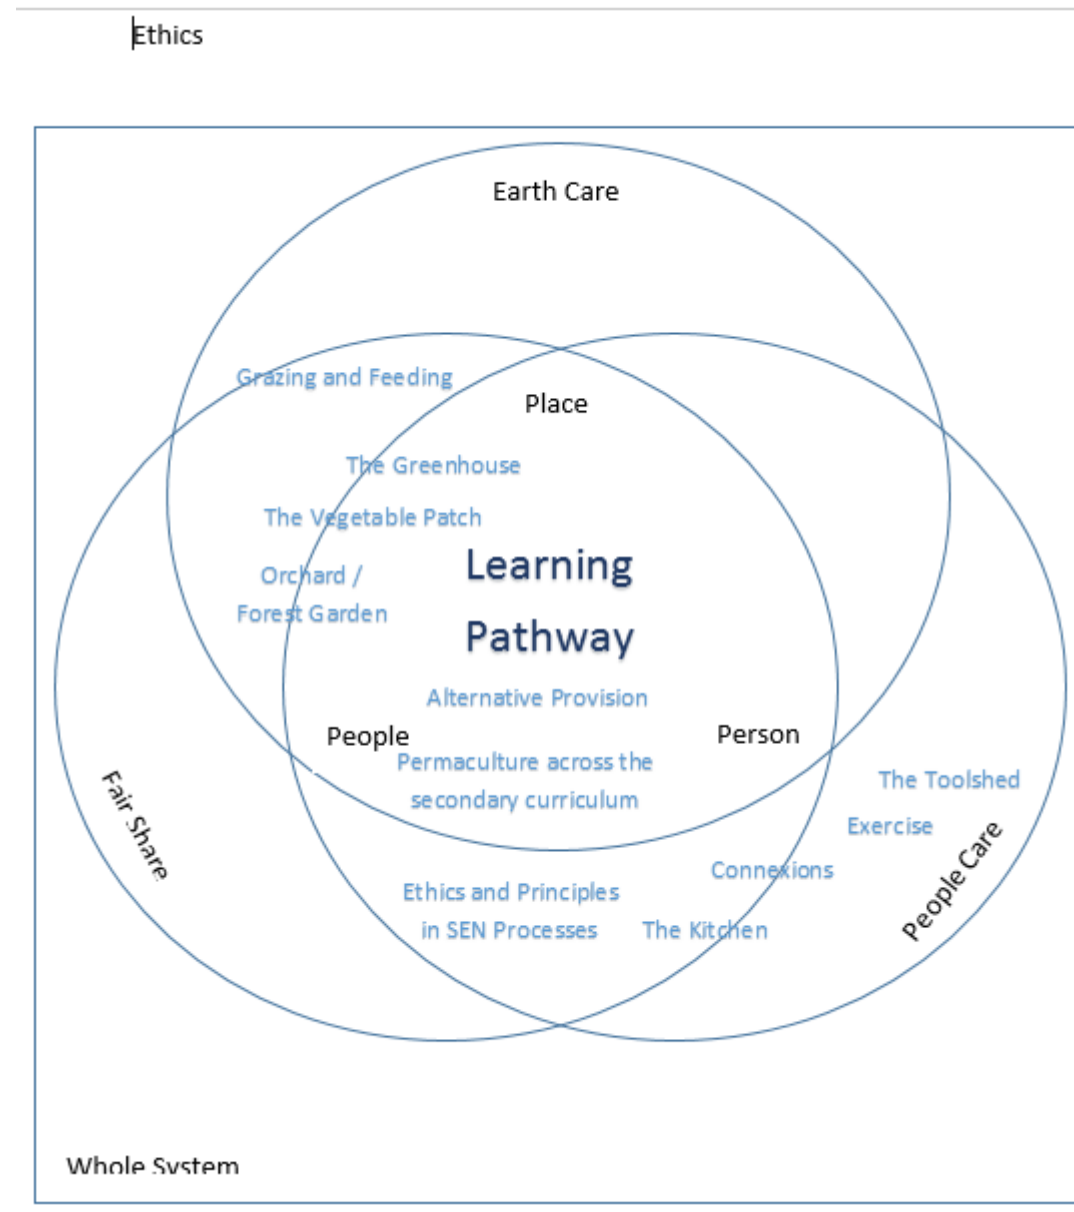 Ethics
Earth Care
Grazing and Feeding
Place
The Greenhouse
The Vegetable Patch
Learning
Pathway
Orchard /
Forest Garden
Alternative Provision
People
Person
Permaculture across the
secondary curriculum
The Toolshed
Exercise
Fair Share
People Care
Connexions
Ethics and Principles
in SEN Processes
The Kitchen
Whole System